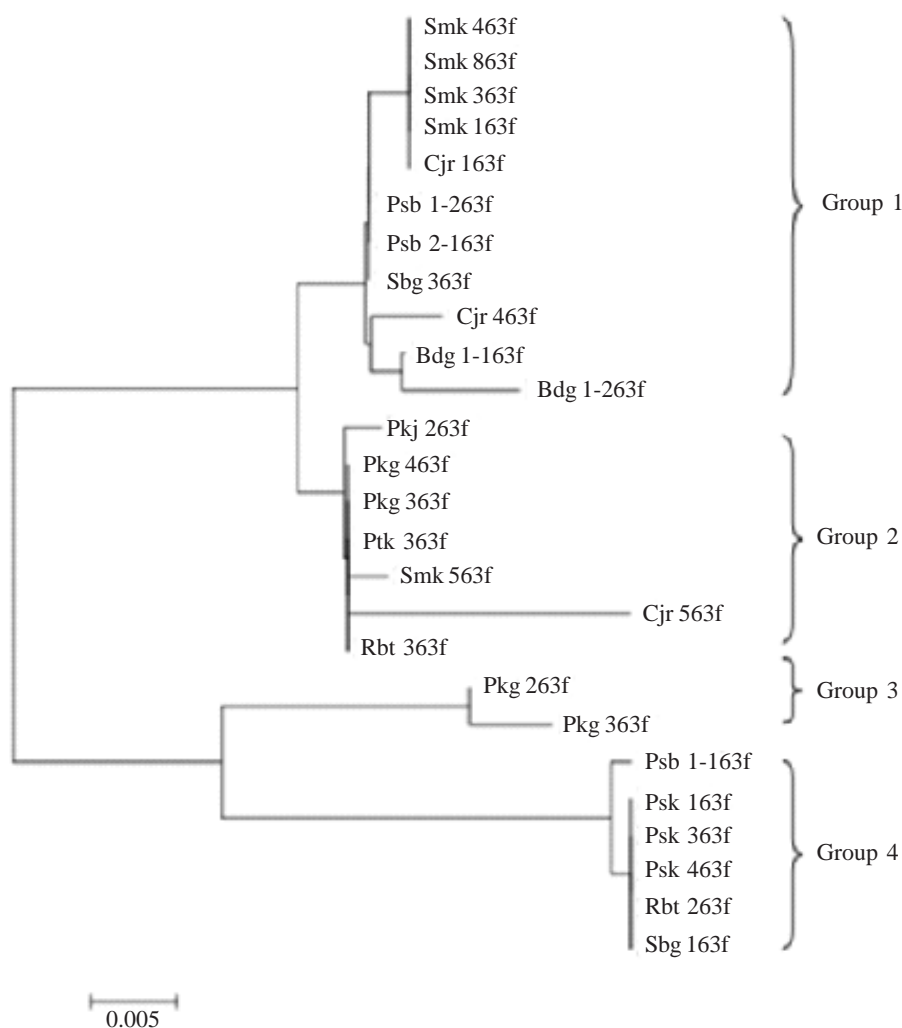 Smk 463f
Smk 863f
Smk 363f
Smk 163f
Cjr 163f
Psb 1-263f
Psb 2-163f
Sbg 363f
Cjr 463f
Bdg 1-163f
Bdg 1-263f
Group 1
Pkj 263f
Pkg 463f
Pkg 363f
Ptk 363f
Smk 563f
Cjr 563f
Rbt 363f
Group 2
Pkg 263f
Pkg 363f
Group 3
Psb 1-163f
Psk 163f
Psk 363f
Psk 463f
Rbt 263f
Sbg 163f
Group 4
0.005